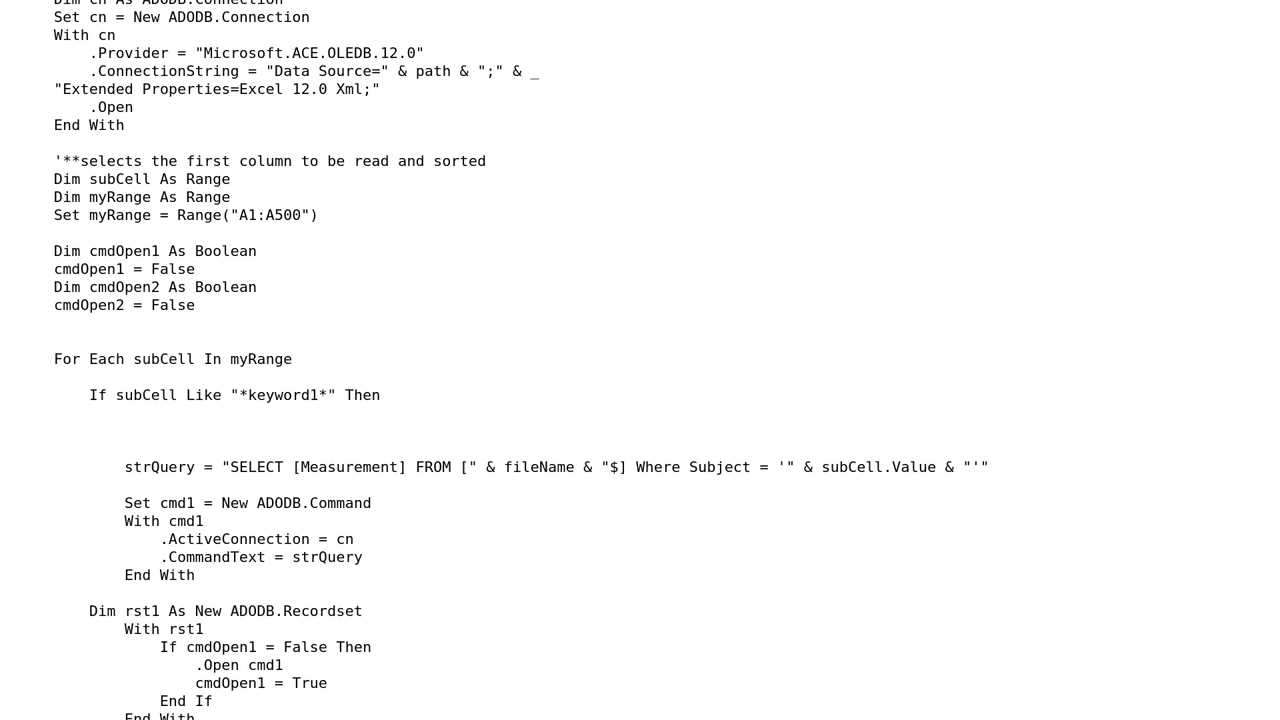 Dim cn As ADODB.Connection
Set cn = New ADODB.Connection
With cn
    .Provider = "Microsoft.ACE.OLEDB.12.0"
    .ConnectionString = "Data Source=" & path & ";" & _
"Extended Properties=Excel 12.0 Xml;"
    .Open
End With

'**selects the first column to be read and sorted
Dim subCell As Range
Dim myRange As Range
Set myRange = Range("A1:A500")

Dim cmdOpen1 As Boolean
cmdOpen1 = False
Dim cmdOpen2 As Boolean
cmdOpen2 = False

For Each subCell In myRange

    If subCell Like "*keyword1*" Then

        strQuery = "SELECT [Measurement] FROM [" & fileName & "$] Where Subject = '" & subCell.Value & "'"

        Set cmd1 = New ADODB.Command
        With cmd1
            .ActiveConnection = cn
            .CommandText = strQuery
        End With

    Dim rst1 As New ADODB.Recordset
        With rst1
            If cmdOpen1 = False Then
                .Open cmd1
                cmdOpen1 = True
            End If
        End With